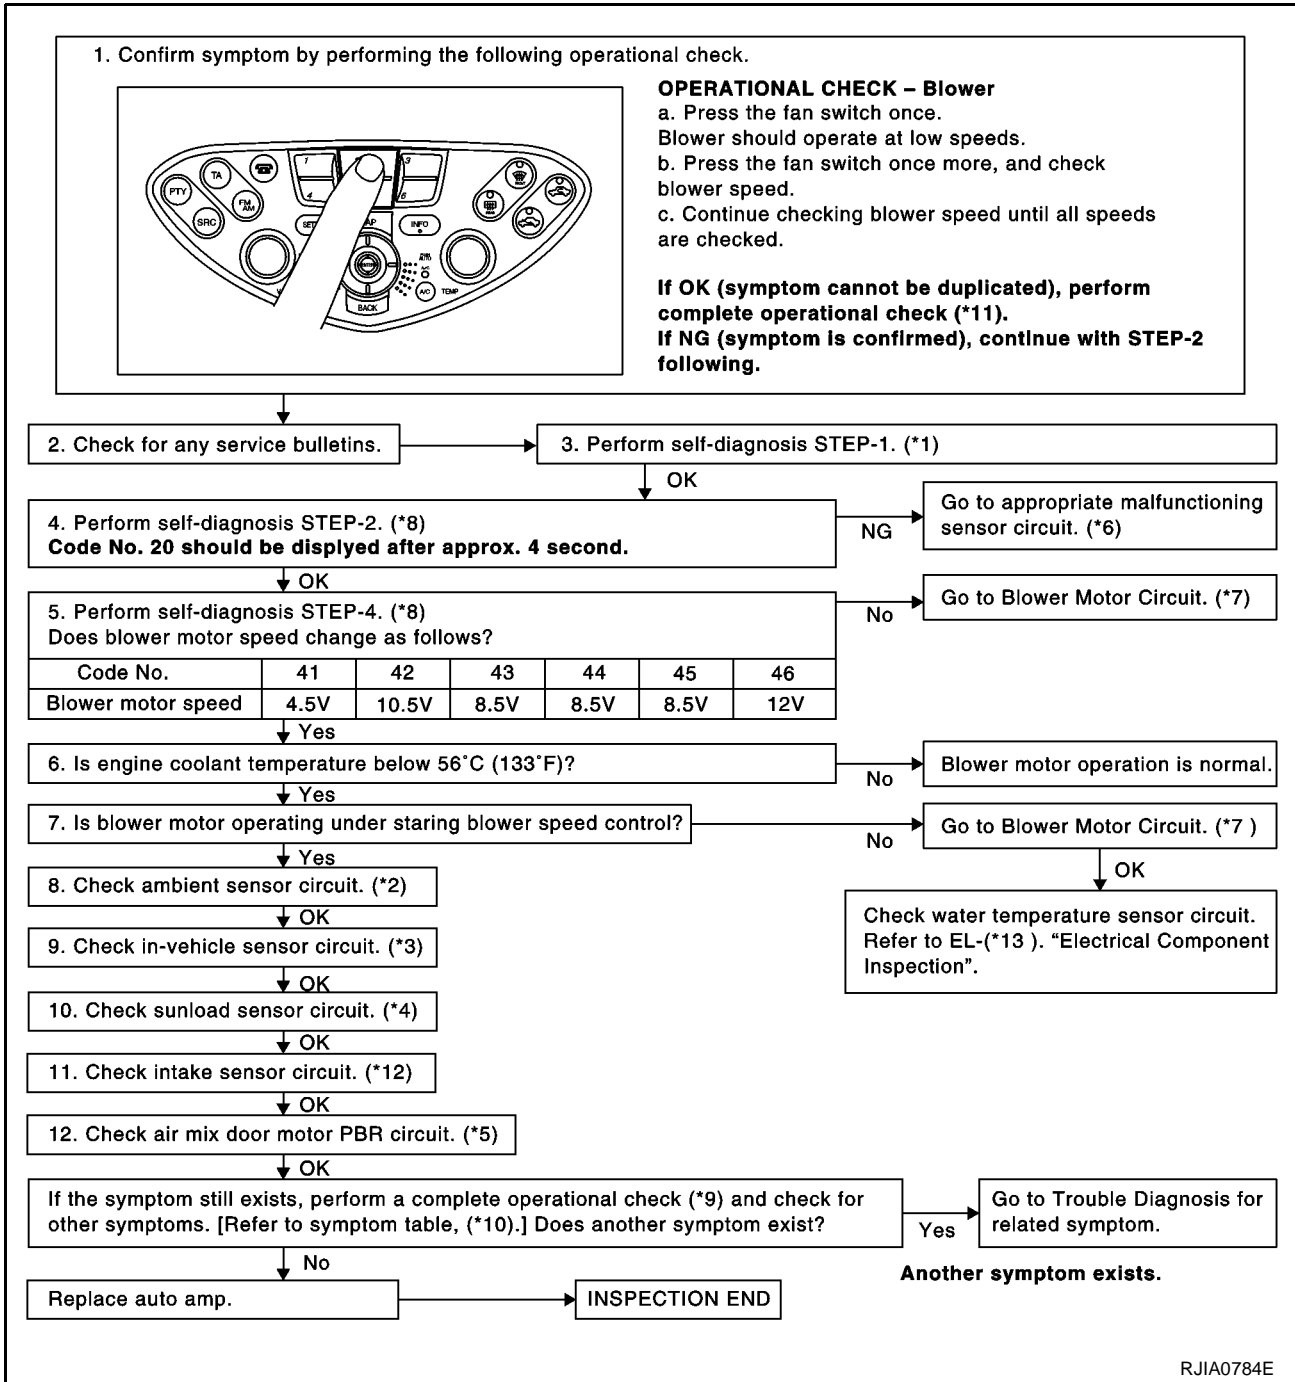 1. Confirm symptom by performing the following operational check.
PTY
TA
SRC
FM
AM
1
4
3
6
SET
AP
INFO
ENTER
BACK
PUSH
AUTO
A/C
A/C
TEMP
OPERATIONAL CHECK – Blower
a. Press the fan switch once.
Blower should operate at low speeds.
b. Press the fan switch once more, and check
blower speed.
c. Continue checking blower speed until all speeds
are checked.
If OK (symptom cannot be duplicated), perform
complete operational check (*11).
If NG (symptom is confirmed), continue with STEP-2
following.
2. Check for any service bulletins.
3. Perform self-diagnosis STEP-1. (*1)
OK
4. Perform self-diagnosis STEP-2. (*8)
Code No. 20 should be displyed after approx. 4 second.
NG
Go to appropriate malfunctioning
sensor circuit. (*6)
OK
5. Perform self-diagnosis STEP-4. (*8)
Does blower motor speed change as follows?
Code No. 41 42 43 44 45 46
Blower motor speed 4.5V 10.5V 8.5V 8.5V 8.5V 12V
No
Go to Blower Motor Circuit. (*7)
Yes
6. Is engine coolant temperature below 56°C (133°F)?
No
Blower motor operation is normal.
Yes
7. Is blower motor operating under staring blower speed control?
No
Go to Blower Motor Circuit. (*7 )
OK
Check water temperature sensor circuit.
Refer to EL-(*13 ). “Electrical Component
Inspection”.
Yes
8. Check ambient sensor circuit. (*2)
OK
9. Check in-vehicle sensor circuit. (*3)
OK
10. Check sunload sensor circuit. (*4)
OK
11. Check intake sensor circuit. (*12)
OK
12. Check air mix door motor PBR circuit. (*5)
OK
If the symptom still exists, perform a complete operational check (*9) and check for
other symptoms. [Refer to symptom table, (*10).] Does another symptom exist?
Yes
Go to Trouble Diagnosis for
related symptom.
Another symptom exists.
No
Replace auto amp.
INSPECTION END
RJIA0784E